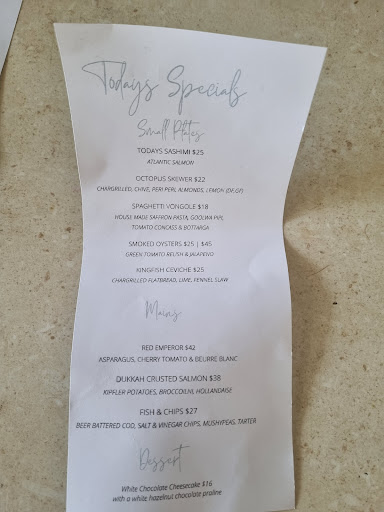 Todays Specials
Small Plates
TODAYS SASHIMI $25
ATLANTIC SALMON
OCTOPUS SKEWER $22
CHARGRILLED, CHIVE, PERI PERI, ALMONDS, LEMON (DF,GF)
SPAGHETTI VONGOLE $18
HOUSE MADE SAFFRON PASTA, GOOLWA PIPI,
TOMATO CONCASS & BOTTARGA
SMOKED OYSTERS $25 | $45
GREEN TOMATO RELISH & JALAPENO
KINGFISH CEVICHE $25
CHARGRILLED FLATBREAD, LIME, FENNEL SLAW
Mains
RED EMPEROR $42
ASPARAGUS, CHERRY TOMATO & BEURRE BLANC
DUKKAH CRUSTED SALMON $38
KIPFLER POTATOES, BROCCOLINI, HOLLANDAISE
FISH & CHIPS $27
BEER BATTERED COD, SALT & VINEGAR CHIPS, MUSHYPEAS, TARTER
Dessert
White Chocolate Cheesecake $16
with a white hazelnut chocolate praline